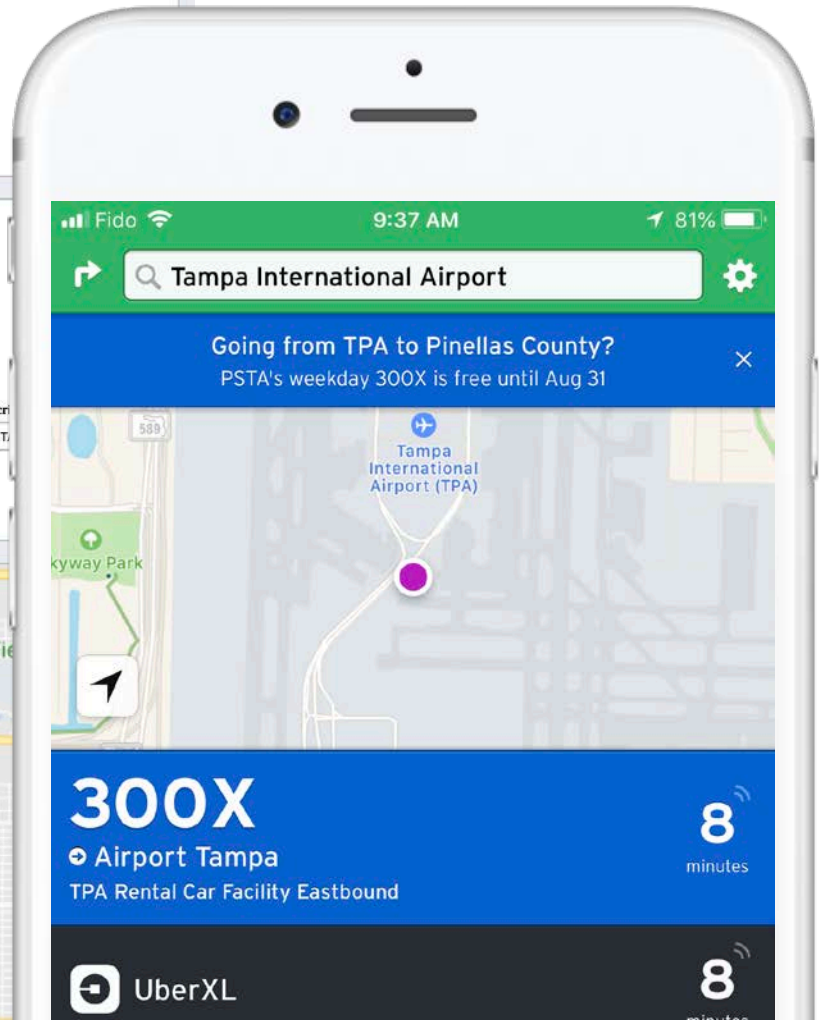 Fido
9:37 AM
81%
Tampa International Airport
Going from TPA to Pinellas County?
PSTA's weekday 300X is free until Aug 31
589
Tampa
International
Airport (TPA)
kyway Park
300X
Airport Tampa
TPA Rental Car Facility Eastbound
8
minutes
UberXL
8
minutes